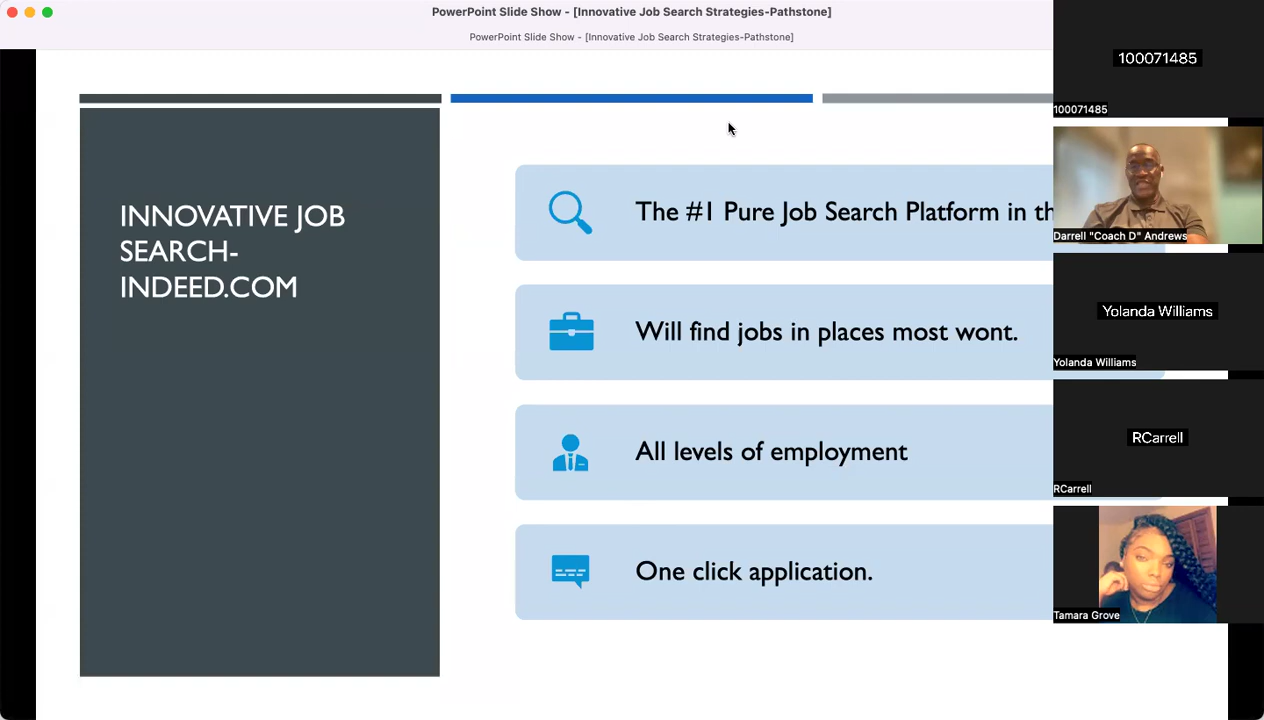 PowerPoint Slide Show - [Innovative Job Search Strategies-Pathstone]
PowerPoint Slide Show - [Innovative Job Search Strategies-Pathstone]
INNOVATIVE JOB
SEARCH-
INDEED.COM
The #1 Pure Job Search Platform in th
Will find jobs in places most wont.
All levels of employment
One click application.
100071485
100071485
Darrell "Coach D" Andrews
Yolanda Williams
Yolanda Williams
RCarrell
RCarrell
Tamara Grove